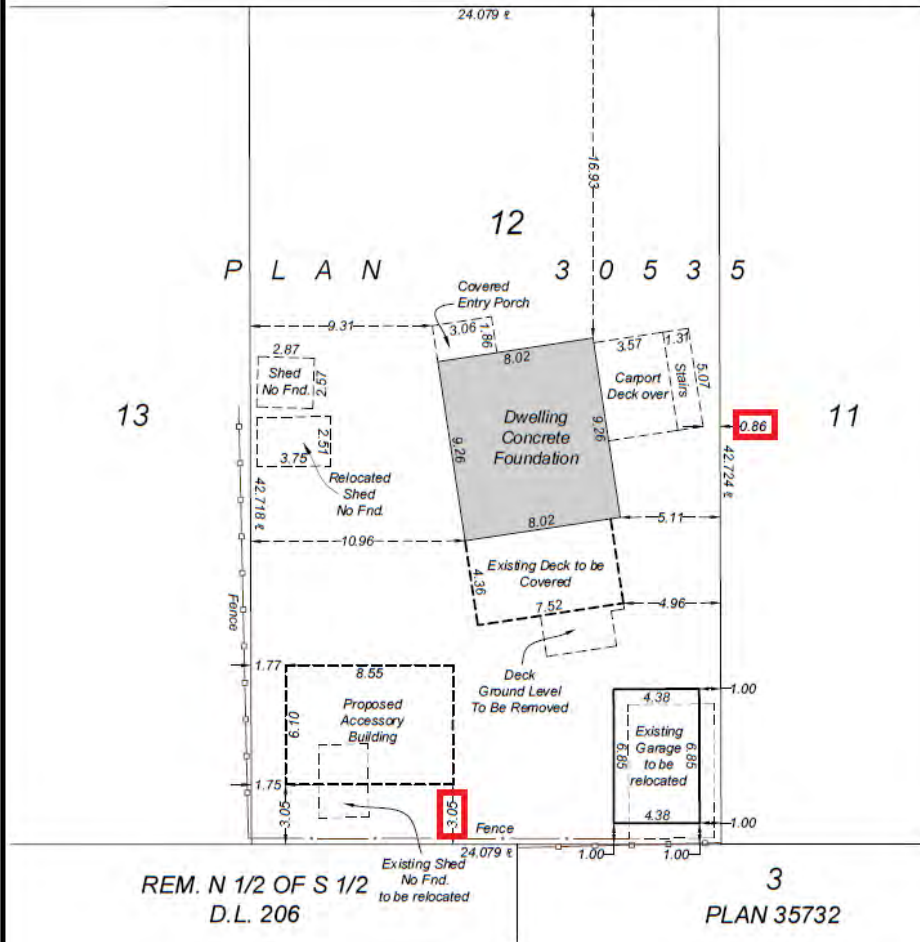 24.079 ℄
16.93
12
P L A N 3 0 5 3 5
Covered
Entry Porch
9.31
3.06
1.86
8.02
3.57
1.31
2.87
Shed
No Fnd.
2.57
Carport
Deck over
Stairs
5.07
13
Dwelling
Concrete
Foundation
9.26
9.26
0.86
11
2.51
3.75
Relocated
Shed
No Fnd.
42.718 ℄
42.724 ℄
8.02
5.11
10.96
Existing Deck to be
Covered
4.36
7.52
4.96
Fence
1.77
8.55
Deck
Ground Level
To Be Removed
4.38
1.00
Proposed
Accessory
Building
6.10
Existing
Garage
to be
relocated
6.85
6.85
1.75
3.05
3.05
4.38
1.00
Fence
24.079 ℄
1.00
1.00
Existing Shed
No Fnd.
to be relocated
REM. N 1/2 OF S 1/2
D.L. 206
3
PLAN 35732